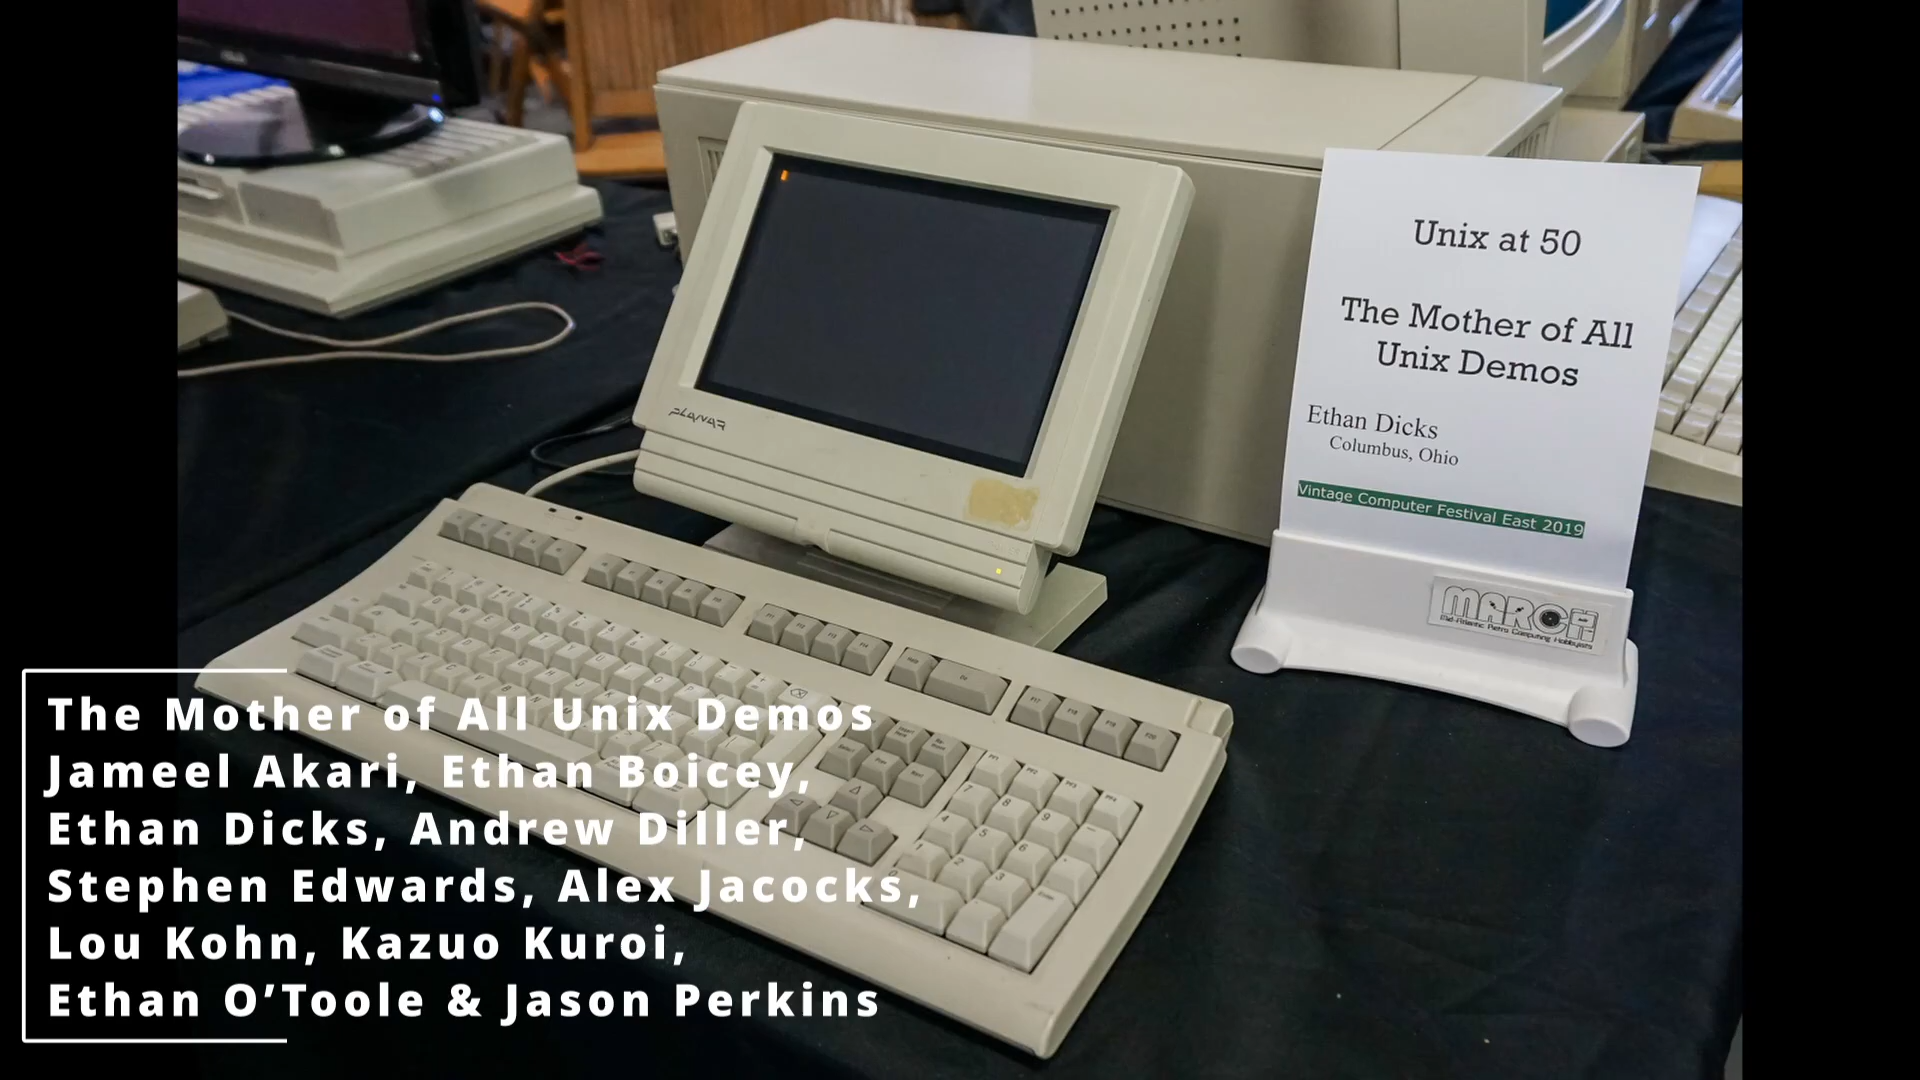 Unix at 50
The Mother of All
Unix Demos
Ethan Dicks
Columbus, Ohio
Vintage Computer Festival East 2019
MARCH
Mid-Atlantic Retro Computing Hobbyists
PLANAR
The Mother of All Unix Demos
Jameel Akari, Ethan Boicey,
Ethan Dicks, Andrew Diller,
Stephen Edwards, Alex Jacocks,
Lou Kohn, Kazuo Kuroi,
Ethan O’Toole & Jason Perkins